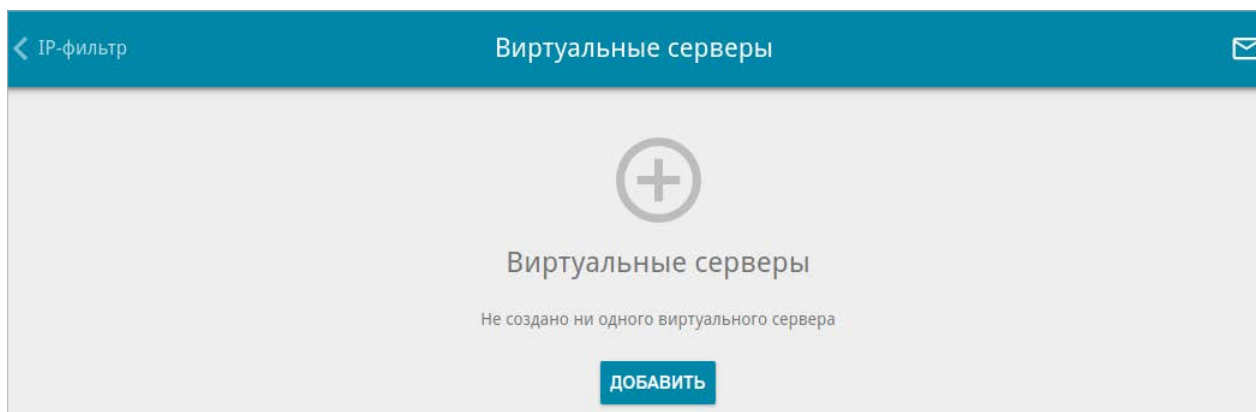 IP-фильтр
Виртуальные серверы
Виртуальные серверы
Не создано ни одного виртуального сервера
ДОБАВИТЬ